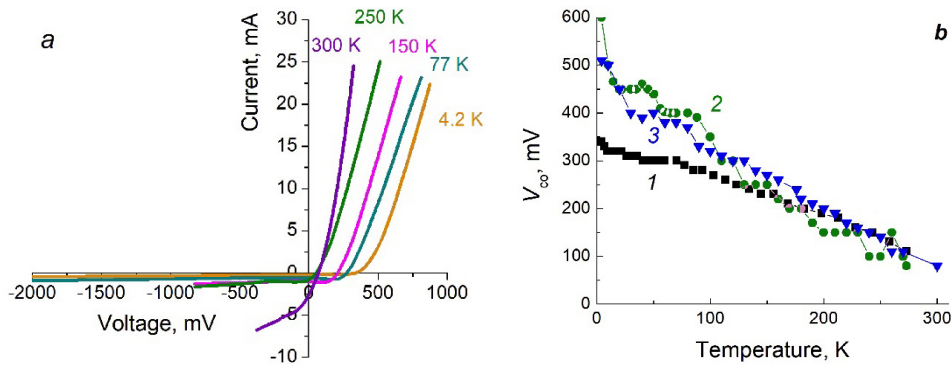 a
Current, mA
30
25
20
15
10
5
0
-5
-10
-2000
-1500
-1000
-500
0
500
1000
Voltage, mV
300 K
250 K
150 K
77 K
4.2 K
b
V_co, mV
600
500
400
300
200
100
0
0
100
200
300
Temperature, K
1
2
3